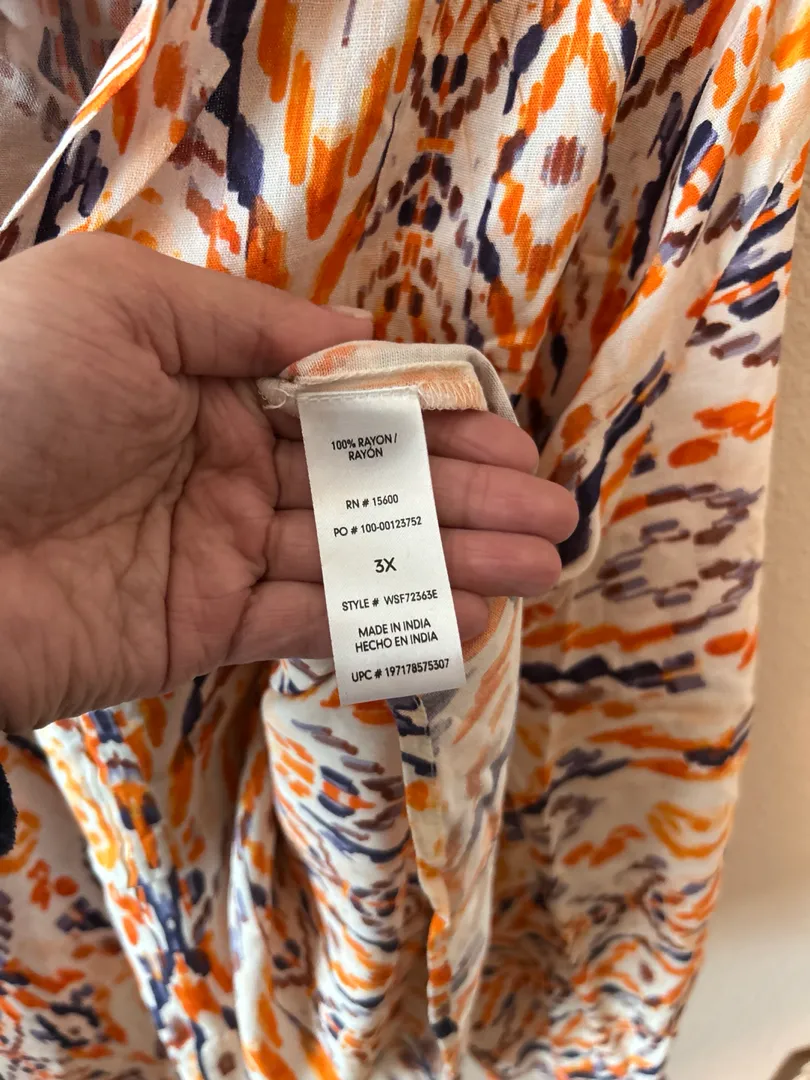 100% RAYON /
RAYÓN
RN # 15600
PO # 100-00123752
3X
STYLE # WSF72363E
MADE IN INDIA
HECHO EN INDIA
UPC # 197178575307